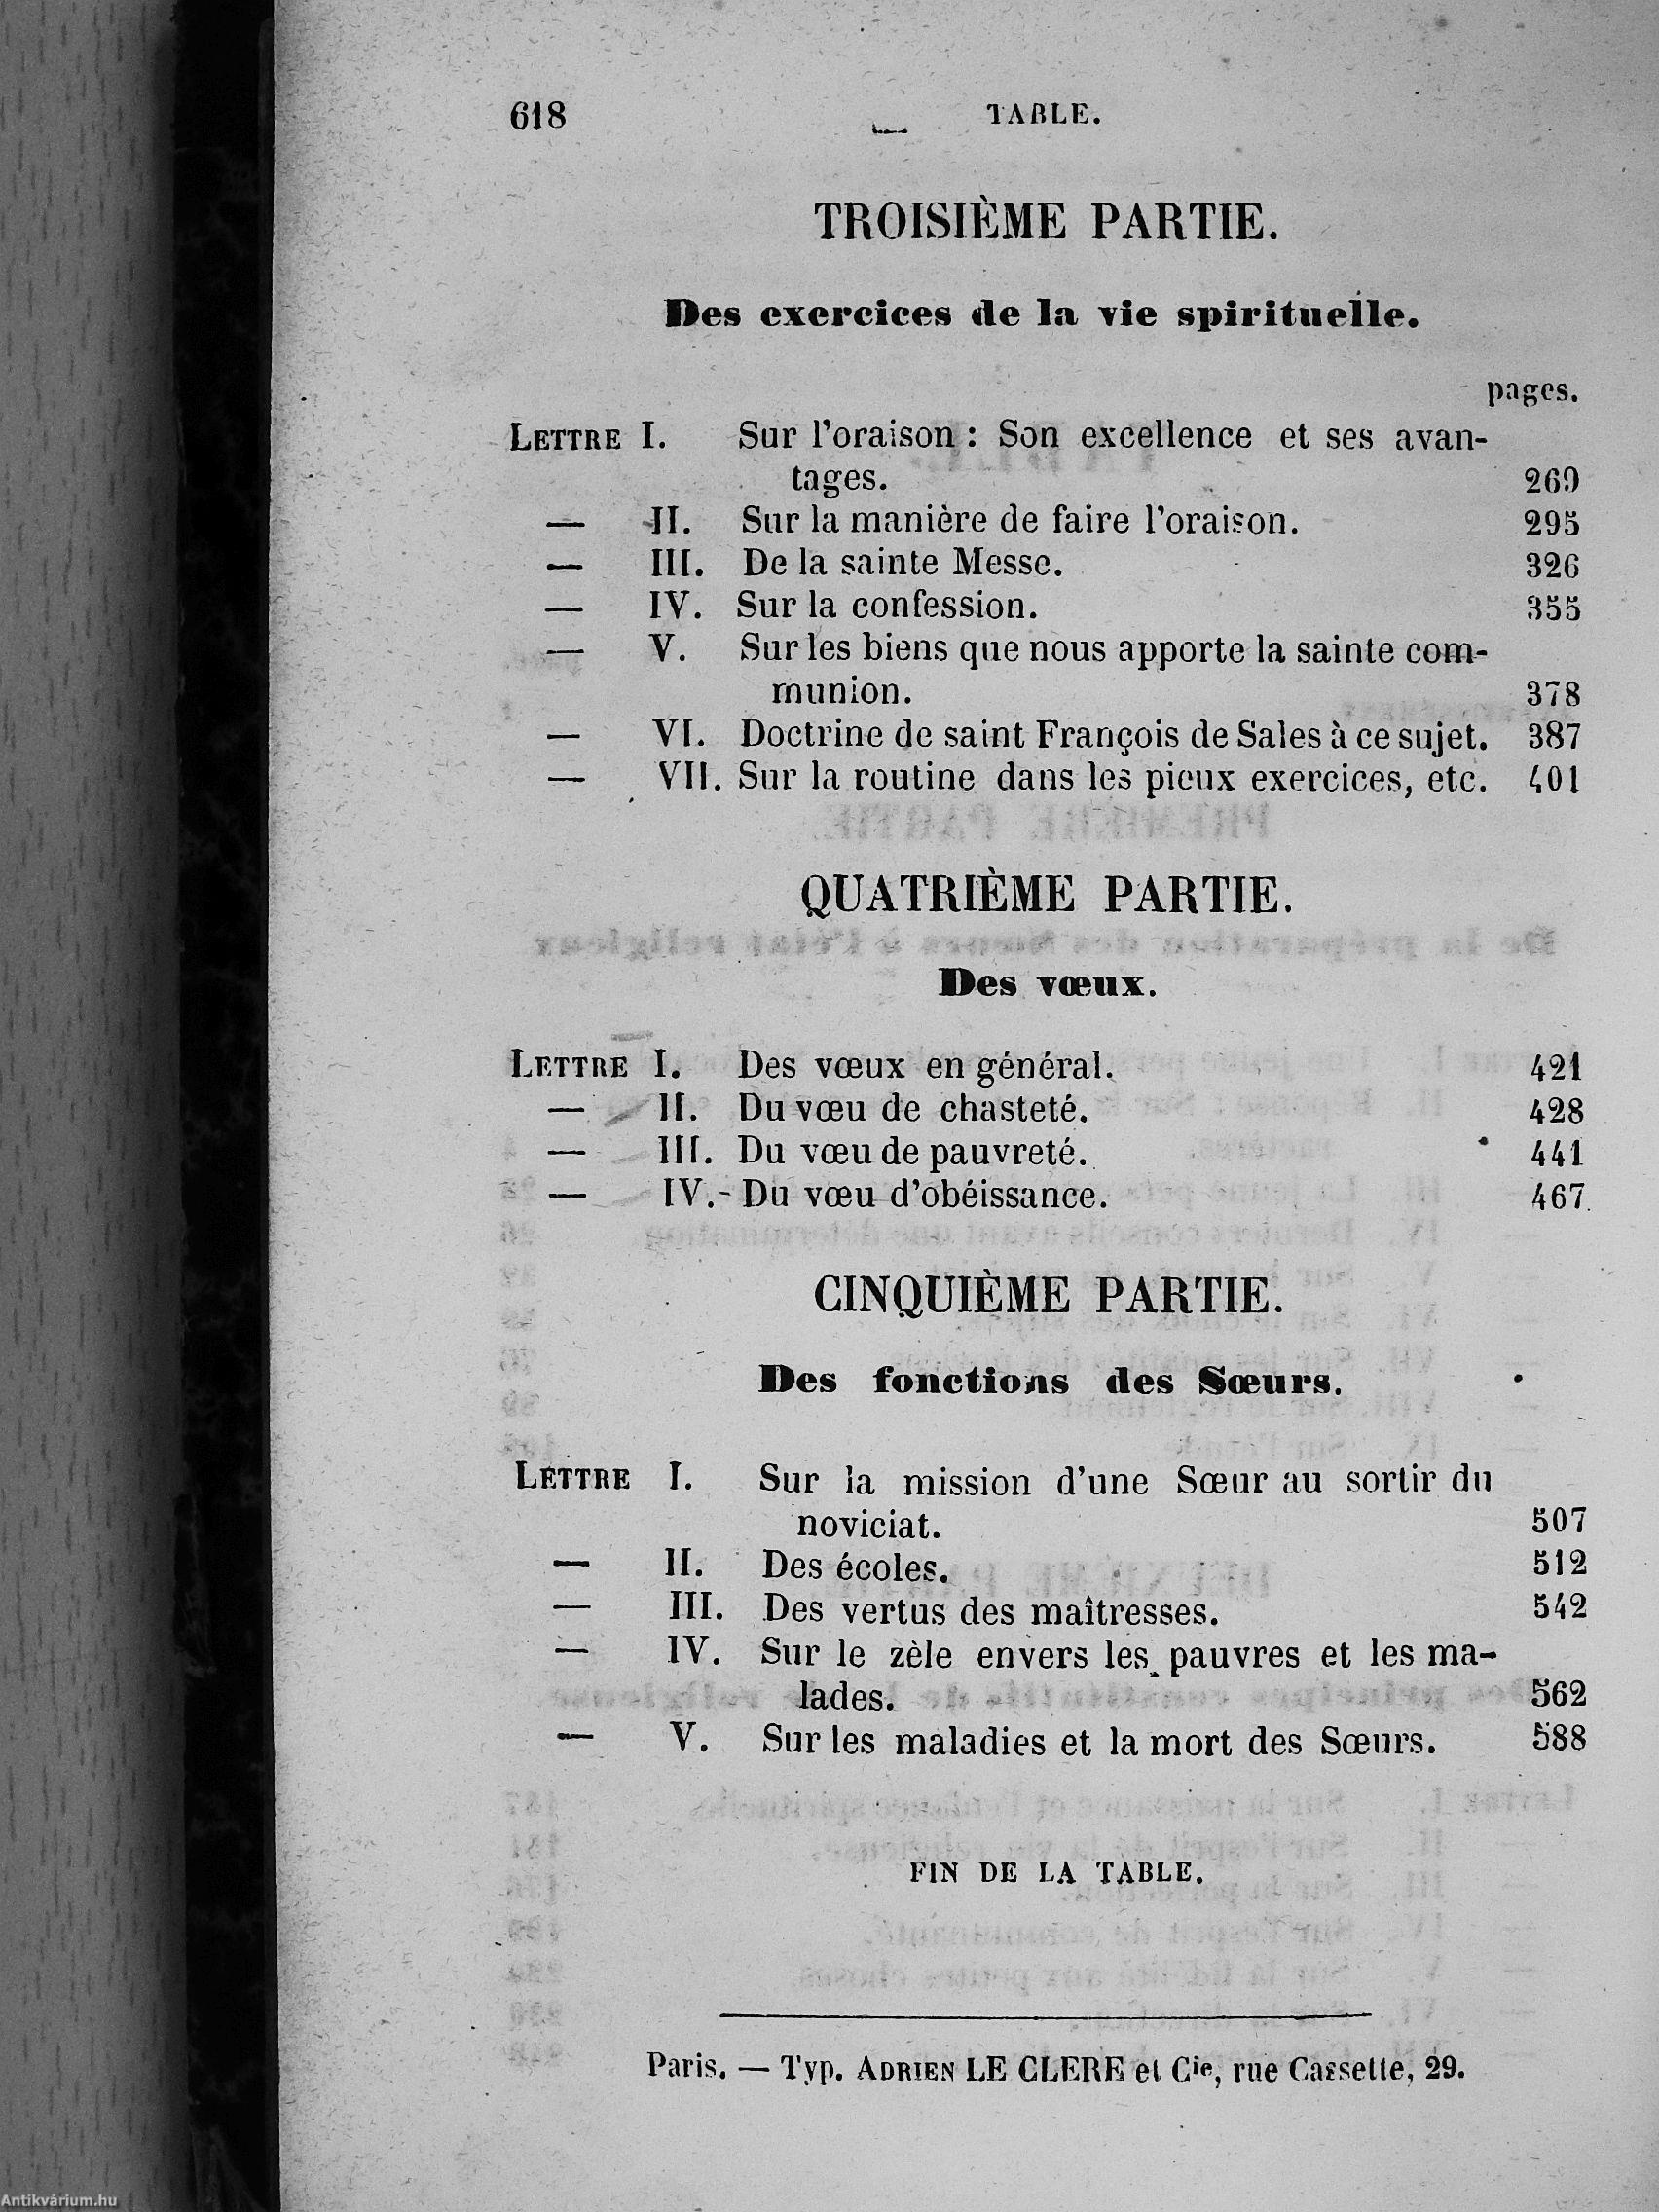 618 TABLE.
TROISIÈME PARTIE.
Des exercices de la vie spirituelle.
pages.
LETTRE I. Sur l'oraison : Son excellence et ses avan-
tages. 269
— II. Sur la manière de faire l'oraison. 295
— III. De la sainte Messe. 326
— IV. Sur la confession. 355
— V. Sur les biens que nous apporte la sainte com-
munion. 378
— VI. Doctrine de saint François de Sales à ce sujet. 387
— VII. Sur la routine dans les pieux exercices, etc. 401
QUATRIÈME PARTIE.
Des vœux.
LETTRE I. Des vœux en général. 421
— II. Du vœu de chasteté. 428
— III. Du vœu de pauvreté. 441
— IV. Du vœu d'obéissance. 467
CINQUIÈME PARTIE.
Des fonctions des Sœurs.
LETTRE I. Sur la mission d'une Sœur au sortir du
noviciat. 507
— II. Des écoles. 512
— III. Des vertus des maîtresses. 542
— IV. Sur le zèle envers les pauvres et les ma-
lades. 562
— V. Sur les maladies et la mort des Sœurs. 588
FIN DE LA TABLE.
Paris. — Typ. ADRIEN LE CLERE et Cie, rue Cassette, 29.
Antikvárium.hu